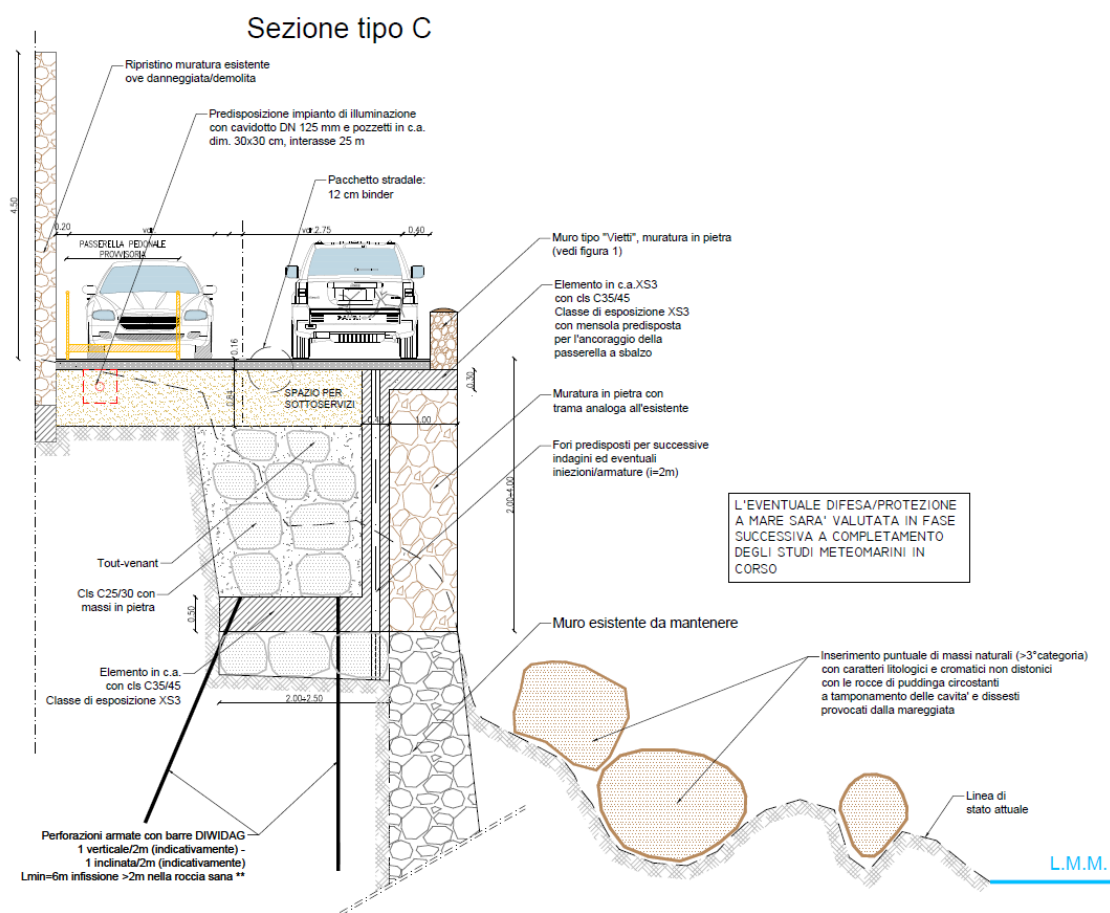 Sezione tipo C
Ripristino muratura esistente
ove danneggiata/demolita
Predisposizione impianto di illuminazione
con cavidotto DN 125 mm e pozzetti in c.a.
dim. 30x30 cm, interasse 25 m
Pacchetto stradale:
12 cm binder
4.50
0.20
var.
var.2.75
0.40
PASSERELLA PEDONALE
PROVVISORIA
Muro tipo "Vietti", muratura in pietra
(vedi figura 1)
Elemento in c.a.XS3
con cls C35/45
Classe di esposizione XS3
con mensola predisposta
per l'ancoraggio della
passerella a sbalzo
0.16
0.84
0.30
SPAZIO PER
SOTTOSERVIZI
0.40
1.00
Muratura in pietra con
trama analoga all'esistente
Fori predisposti per successive
indagini ed eventuali
iniezioni/armature (i=2m)
2.00÷4.00
L'EVENTUALE DIFESA/PROTEZIONE
A MARE SARA' VALUTATA IN FASE
SUCCESSIVA A COMPLETAMENTO
DEGLI STUDI METEOMARINI IN
CORSO
Tout-venant
Cls C25/30 con
massi in pietra
0.50
Muro esistente da mantenere
Elemento in c.a.
con cls C35/45
Classe di esposizione XS3
2.00÷2.50
Inserimento puntuale di massi naturali (>3°categoria)
con caratteri litologici e cromatici non distonici
con le rocce di puddinga circostanti
a tamponamento delle cavita' e dissesti
provocati dalla mareggiata
Linea di
stato attuale
Perforazioni armate con barre DIWIDAG
1 verticale/2m (indicativamente) -
1 inclinata/2m (indicativamente)
Lmin=6m infissione >2m nella roccia sana **
L.M.M.